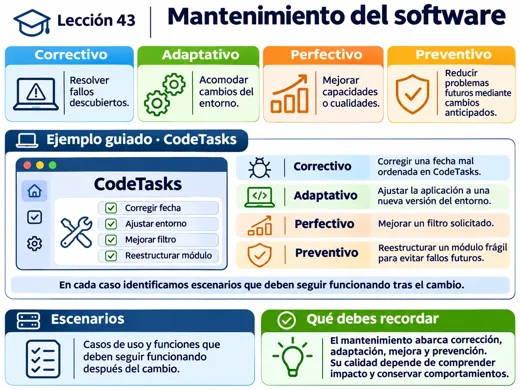 Lección 43
Mantenimiento del software
Correctivo
Resolver
fallos
descubiertos.
Adaptativo
Acomodar
cambios del
entorno.
Perfectivo
Mejorar
capacidades
o cualidades.
Preventivo
Reducir
problemas
futuros mediante
cambios
anticipados.
Ejemplo guiado · CodeTasks
CodeTasks
Corregir fecha
Ajustar entorno
Mejorar filtro
Reestructurar módulo
Correctivo
Corregir una fecha mal
ordenada en CodeTasks.
Adaptativo
Ajustar la aplicación a una
nueva versión del entorno.
Perfectivo
Mejorar un filtro solicitado.
Preventivo
Reestructurar un módulo frágil
para evitar fallos futuros.
En cada caso identificamos escenarios que deben seguir funcionando tras el cambio.
Escenarios
Casos de uso y funciones que
deben seguir funcionando
después del cambio.
Qué debes recordar
El mantenimiento abarca corrección,
adaptación, mejora y prevención.
Su calidad depende de comprender
impacto y conservar comportamientos.